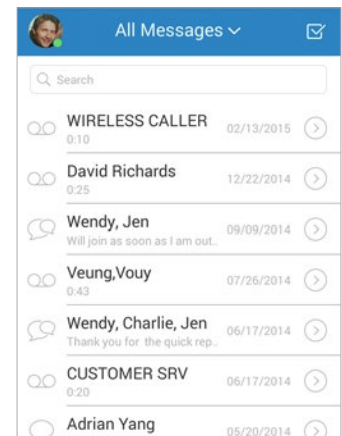 All Messages
Search
WIRELESS CALLER
02/13/2015
0:10
David Richards
12/22/2014
0:25
Wendy, Jen
09/09/2014
Will join as soon as I am out..
Veung,Vouy
07/26/2014
0:43
Wendy, Charlie, Jen
06/17/2014
Thank you for the quick rep..
CUSTOMER SRV
06/17/2014
0:20
Adrian Yang
05/20/2014